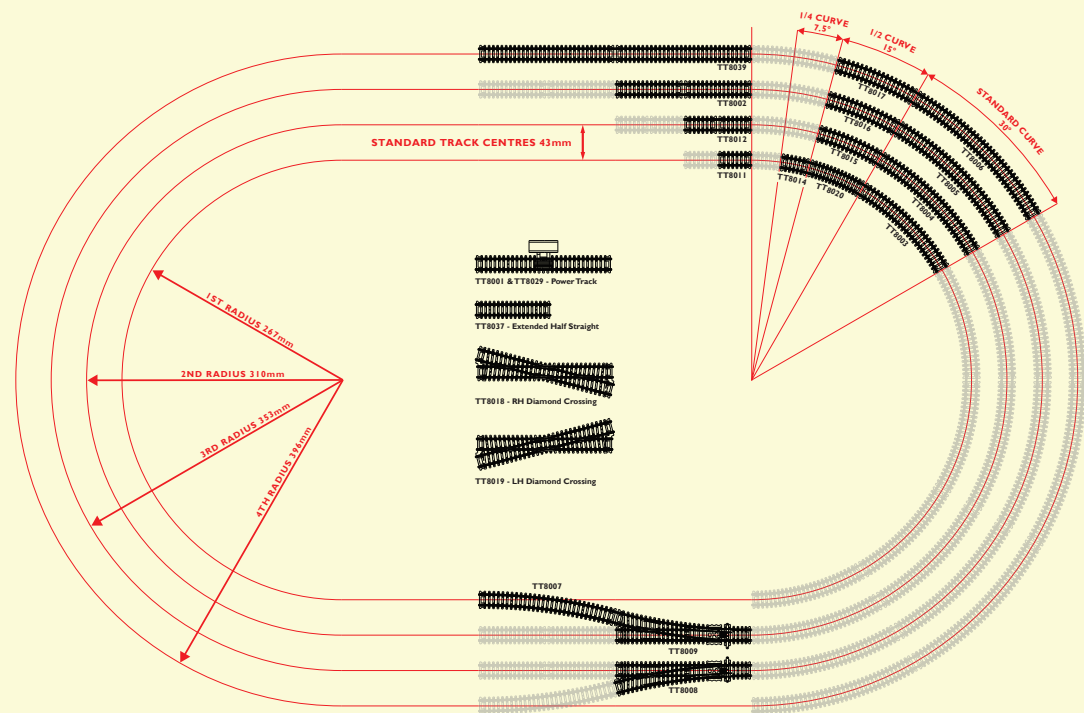 1/4 CURVE
7.5°
1/2 CURVE
15°
STANDARD CURVE
30°
TT8039
TT8017
TT8006
TT8002
TT8016
TT8005
TT8012
TT8015
TT8004
STANDARD TRACK CENTRES 43mm
TT8011
TT8014
TT8020
TT8003
TT8001 & TT8029 - Power Track
1ST RADIUS 267mm
TT8037 - Extended Half Straight
2ND RADIUS 310mm
TT8018 - RH Diamond Crossing
3RD RADIUS 353mm
4TH RADIUS 396mm
TT8019 - LH Diamond Crossing
TT8007
TT8009
TT8008